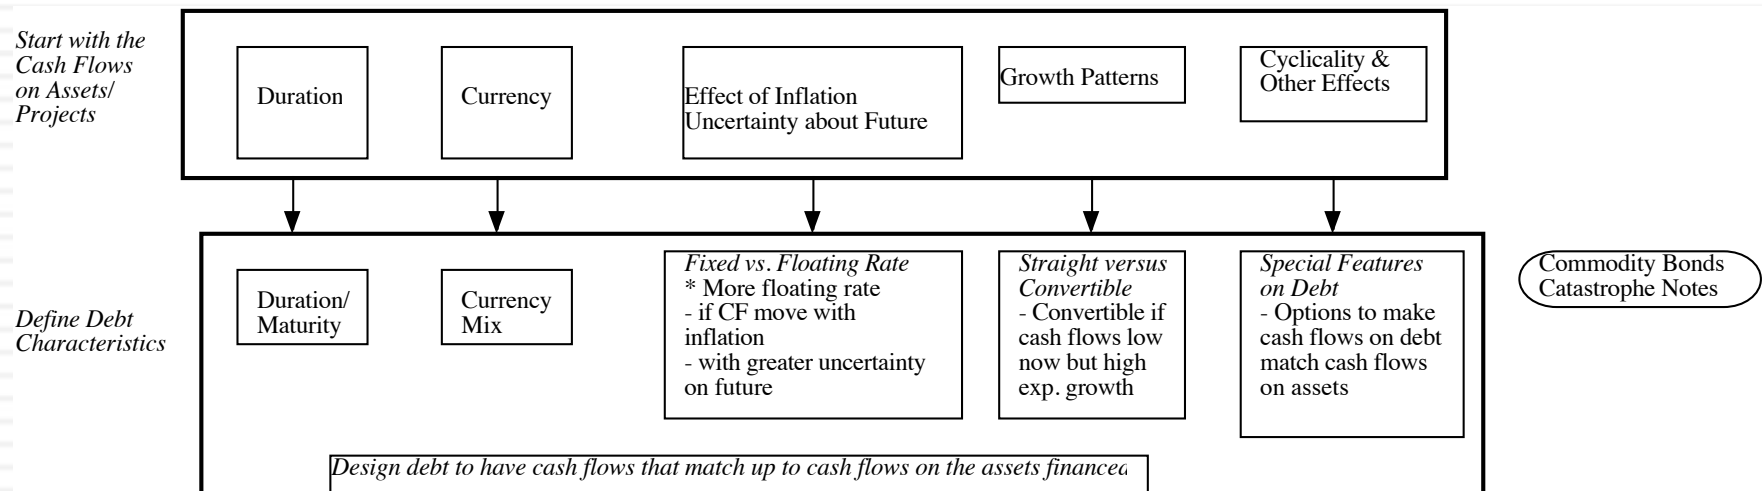 Start with the
Cash Flows
on Assets/
Projects
Duration
Currency
Effect of Inflation
Uncertainty about Future
Growth Patterns
Cyclicality &
Other Effects
Define Debt
Characteristics
Duration/
Maturity
Currency
Mix
Fixed vs. Floating Rate
* More floating rate
- if CF move with
inflation
- with greater uncertainty
on future
Straight versus
Convertible
- Convertible if
cash flows low
now but high
exp. growth
Special Features
on Debt
- Options to make
cash flows on debt
match cash flows
on assets
Commodity Bonds
Catastrophe Notes
Design debt to have cash flows that match up to cash flows on the assets financed